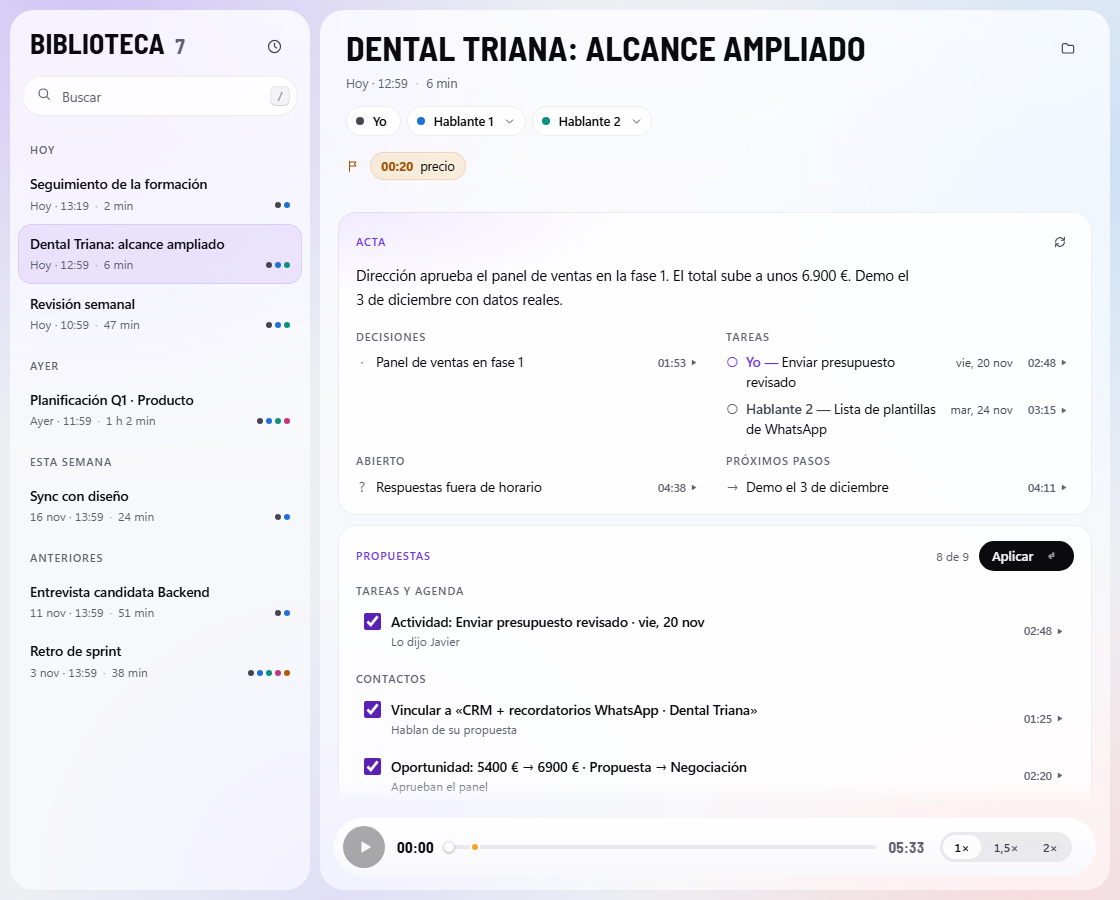 BIBLIOTECA 7
Buscar /
HOY
Seguimiento de la formación
Hoy · 13:19 · 2 min
Dental Triana: alcance ampliado
Hoy · 12:59 · 6 min
Revisión semanal
Hoy · 10:59 · 47 min
AYER
Planificación Q1 · Producto
Ayer · 11:59 · 1 h 2 min
ESTA SEMANA
Sync con diseño
16 nov · 13:59 · 24 min
ANTERIORES
Entrevista candidata Backend
11 nov · 13:59 · 51 min
Retro de sprint
3 nov · 13:59 · 38 min
DENTAL TRIANA: ALCANCE AMPLIADO
Hoy · 12:59 · 6 min
Yo Hablante 1 Hablante 2
00:20 precio
ACTA
Dirección aprueba el panel de ventas en la fase 1. El total sube a unos 6.900 €. Demo el
3 de diciembre con datos reales.
DECISIONES
· Panel de ventas en fase 1 01:53
TAREAS
Yo — Enviar presupuesto vie, 20 nov 02:48
revisado
Hablante 2 — Lista de plantillas mar, 24 nov 03:15
de WhatsApp
ABIERTO
? Respuestas fuera de horario 04:38
PRÓXIMOS PASOS
→ Demo el 3 de diciembre 04:11
PROPUESTAS 8 de 9 Aplicar
TAREAS Y AGENDA
Actividad: Enviar presupuesto revisado · vie, 20 nov 02:48
Lo dijo Javier
CONTACTOS
Vincular a «CRM + recordatorios WhatsApp · Dental Triana» 01:25
Hablan de su propuesta
Oportunidad: 5400 € → 6900 € · Propuesta → Negociación 02:20
Aprueban el panel
00:00 05:33 1× 1,5× 2×